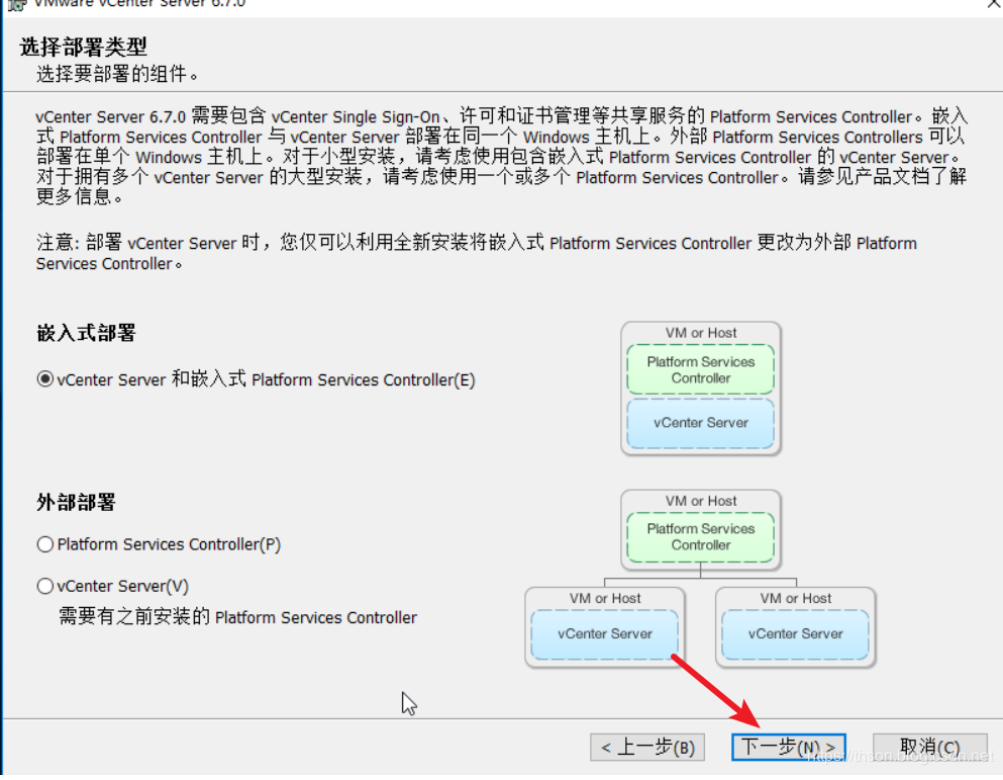 VMware vCenter Server 6.7.0
选择部署类型
选择要部署的组件。
vCenter Server 6.7.0 需要包含 vCenter Single Sign-On、许可和证书管理等共享服务的 Platform Services Controller。嵌入
式 Platform Services Controller 与 vCenter Server 部署在同一个 Windows 主机上。外部 Platform Services Controllers 可以
部署在单个 Windows 主机上。对于小型安装，请考虑使用包含嵌入式 Platform Services Controller 的 vCenter Server。
对于拥有多个 vCenter Server 的大型安装，请考虑使用一个或多个 Platform Services Controller。请参见产品文档了解
更多信息。
注意: 部署 vCenter Server 时，您仅可以利用全新安装将嵌入式 Platform Services Controller 更改为外部 Platform
Services Controller。
嵌入式部署
vCenter Server 和嵌入式 Platform Services Controller(E)
VM or Host
Platform Services
Controller
vCenter Server
外部部署
Platform Services Controller(P)
vCenter Server(V)
需要有之前安装的 Platform Services Controller
VM or Host
Platform Services
Controller
VM or Host
vCenter Server
VM or Host
vCenter Server
< 上一步(B)
下一步(N) >
取消(C)